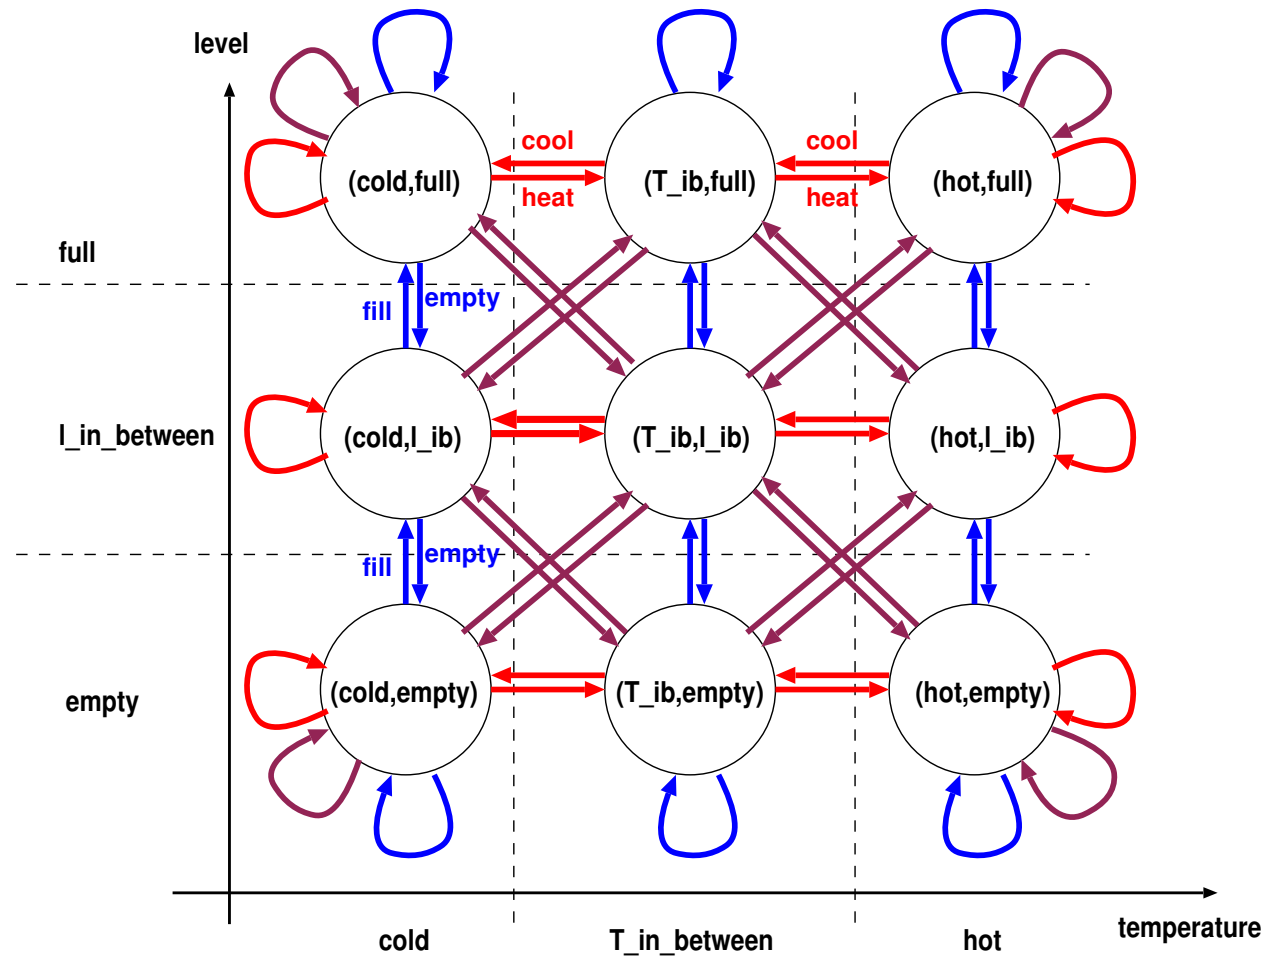 level
cool
cool
(cold,full)
(T_ib,full)
(hot,full)
heat
heat
full
fill
empty
l_in_between
(cold,l_ib)
(T_ib,l_ib)
(hot,l_ib)
fill
empty
empty
(cold,empty)
(T_ib,empty)
(hot,empty)
temperature
cold
T_in_between
hot